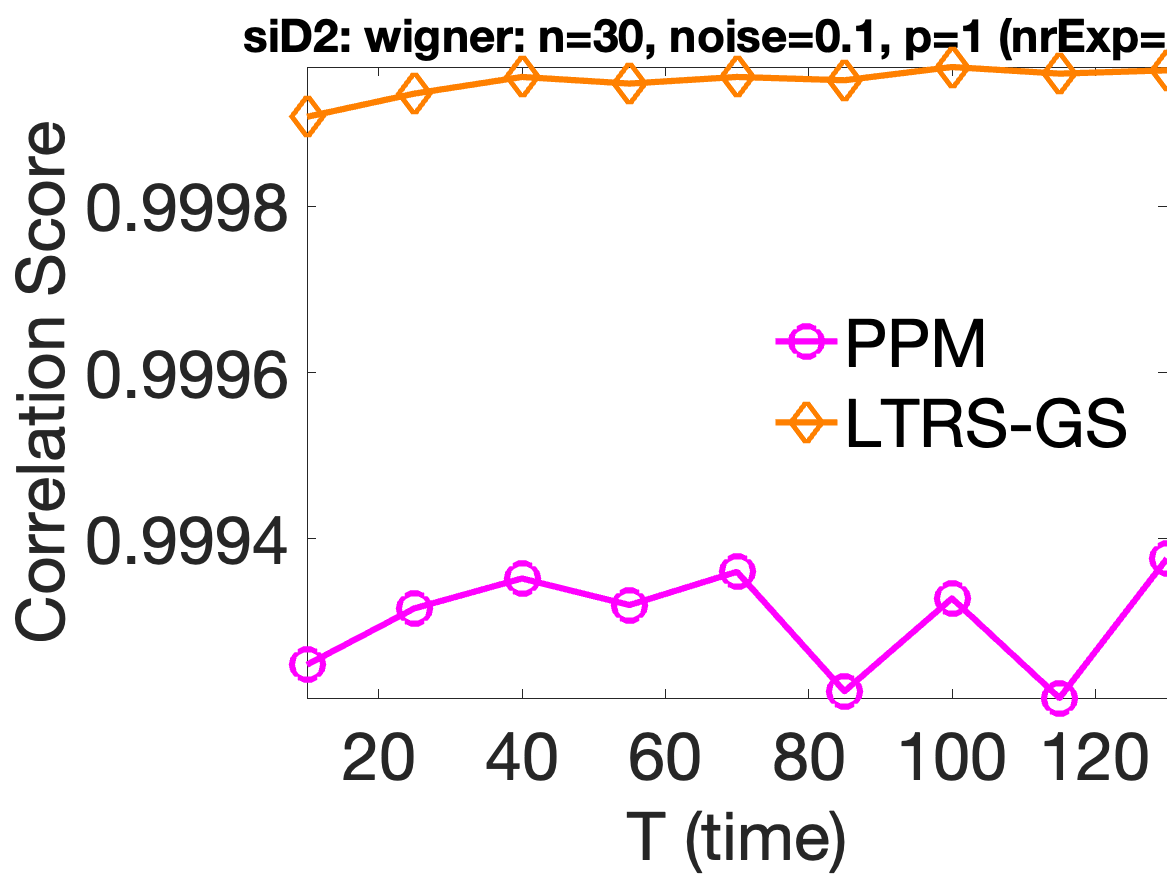 siD2: wigner: n=30, noise=0.1, p=1 (nrExp=
Correlation Score
0.9998
0.9996
0.9994
PPM
LTRS-GS
20 40 60 80 100 120
T (time)